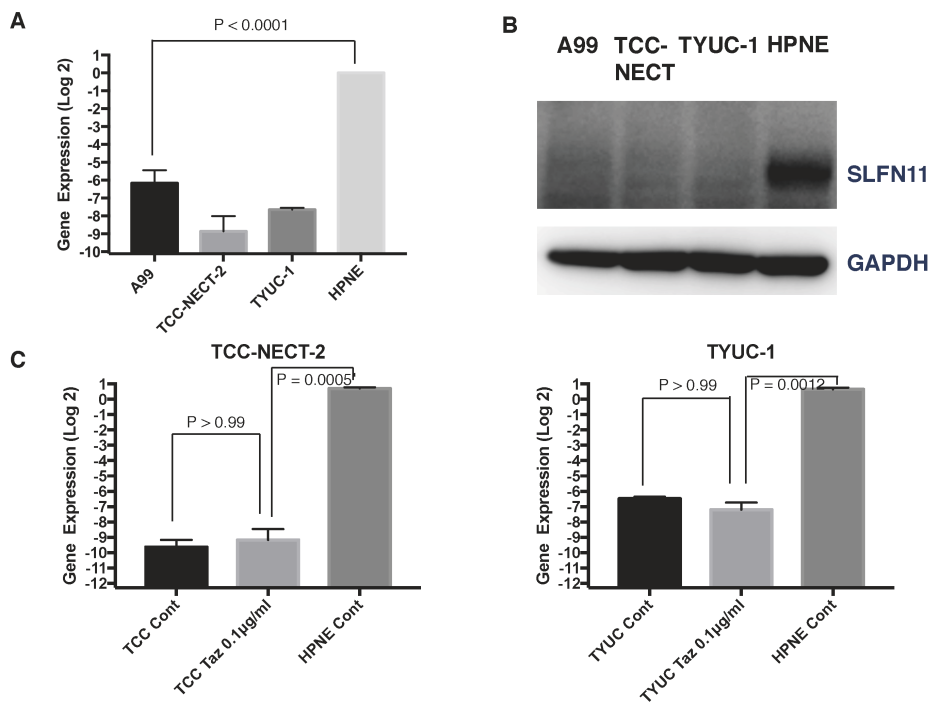 A
P < 0.0001
Gene Expression (Log 2)
1
0
-1
-2
-3
-4
-5
-6
-7
-8
-9
-10
A99
TCC-NECT-2
TYUC-1
HPNE
B
A99 TCC- TYUC-1 HPNE
NECT
SLFN11
GAPDH
C
TCC-NECT-2
P = 0.0005
P > 0.99
Gene Expression (Log 2)
1
0
-1
-2
-3
-4
-5
-6
-7
-8
-9
-10
-11
-12
TCC Cont
TCC Taz 0.1µg/ml
HPNE Cont
TYUC-1
P > 0.99
P = 0.0012
Gene Expression (Log 2)
1
0
-1
-2
-3
-4
-5
-6
-7
-8
-9
-10
-11
-12
TYUC Cont
TYUC Taz 0.1µg/ml
HPNE Cont